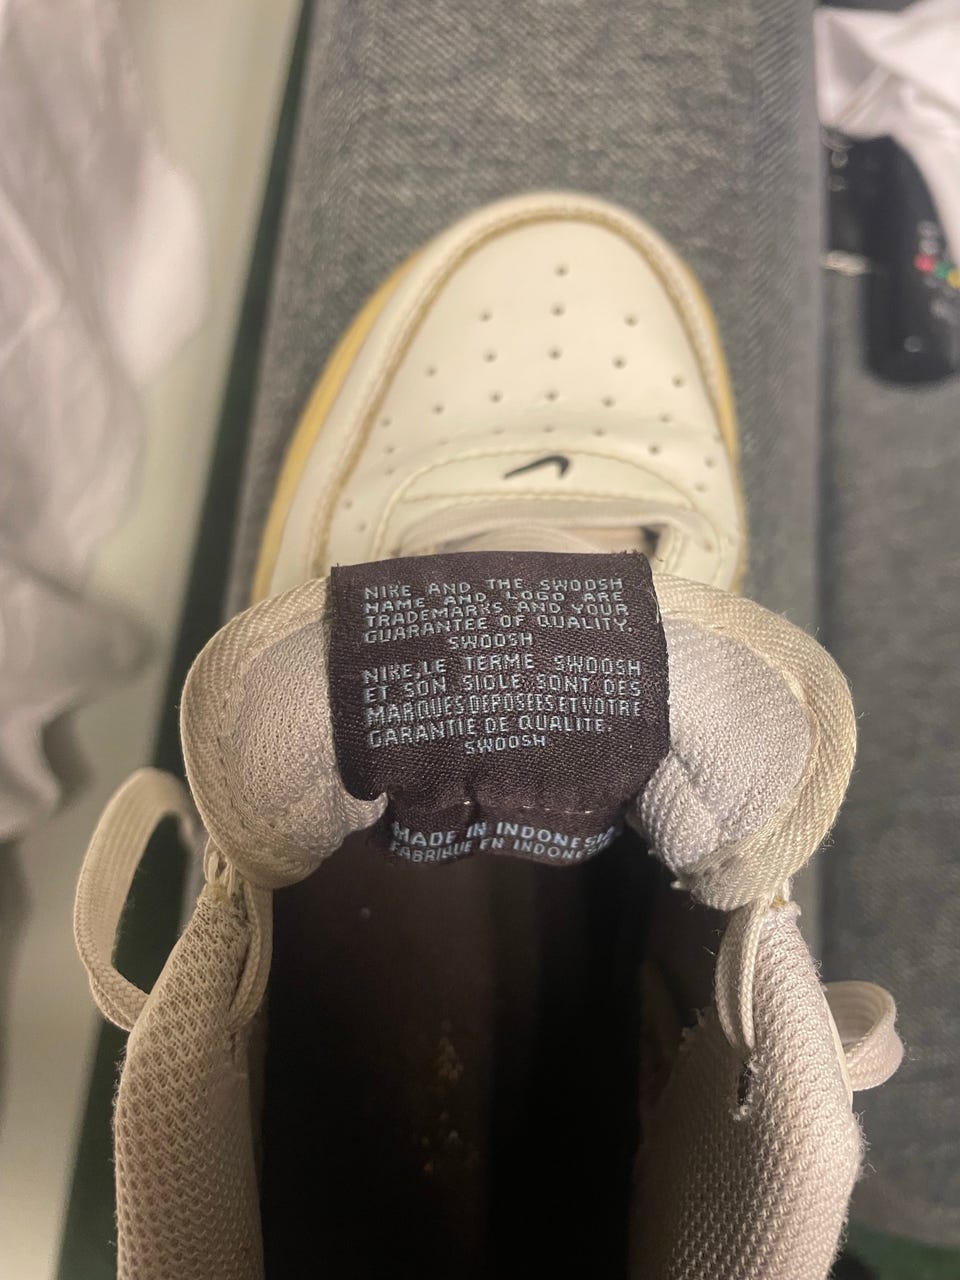 NIKE AND THE SWOOSH
NAME AND LOGO ARE
TRADEMARKS AND YOUR
GUARANTEE OF QUALITY.
SWOOSH
NIKE, LE TERME SWOOSH
ET SON SIGLE SONT DES
MARQUES DEPOSEES ET VOTRE
GARANTIE DE QUALITE.
SWOOSH
MADE IN INDONESIA
FABRIQUE EN INDONES